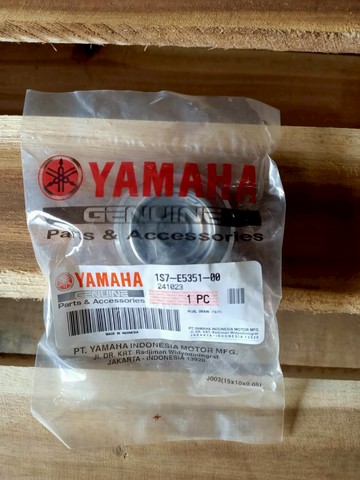 YAMAHA
GENUINE
Parts & Accessories
YAMAHA
GENUINE
Parts & Accessories
1S7-E5351-00
241023
1 PC
MADE IN INDONESIA
PT. YAMAHA INDONESIA MOTOR MFG.
JL. DR. KRT. Radjiman Widyodiningrat
JAKARTA - INDONESIA 13920